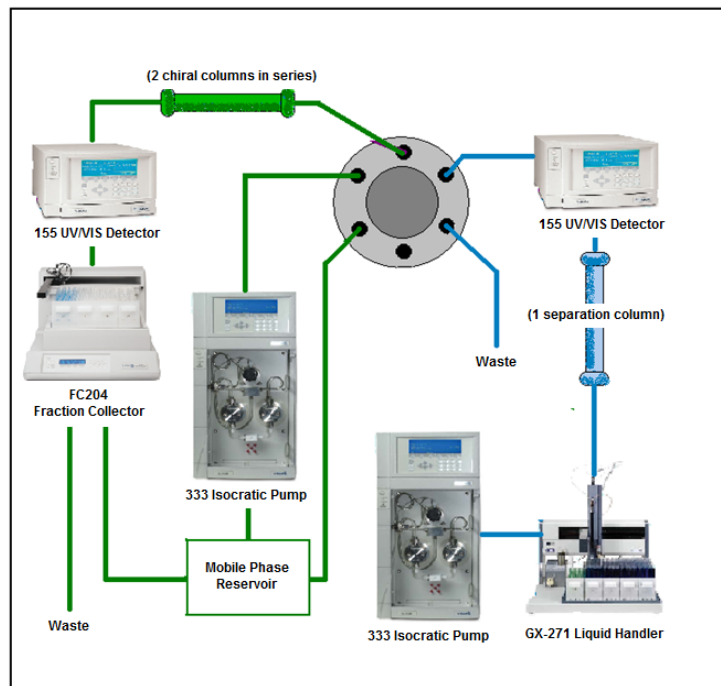 (2 chiral columns in series)
155 UV/VIS Detector
155 UV/VIS Detector
(1 separation column)
Waste
FC204
Fraction Collector
333 Isocratic Pump
Mobile Phase
Reservoir
Waste
333 Isocratic Pump
GX-271 Liquid Handler